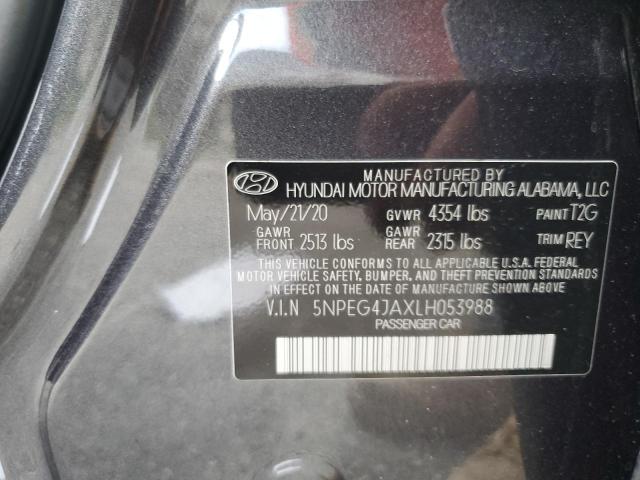 MANUFACTURED BY
HYUNDAI MOTOR MANUFACTURING ALABAMA, LLC
May/21/20 GVWR 4354 lbs PAINT T2G
GAWR FRONT 2513 lbs GAWR REAR 2315 lbs TRIM REY
THIS VEHICLE CONFORMS TO ALL APPLICABLE U.S.A. FEDERAL
MOTOR VEHICLE SAFETY, BUMPER, AND THEFT PREVENTION STANDARDS
IN EFFECT ON THE DATE OF MANUFACTURE SHOWN ABOVE
V.I.N 5NPEG4JAXLH053988
PASSENGER CAR